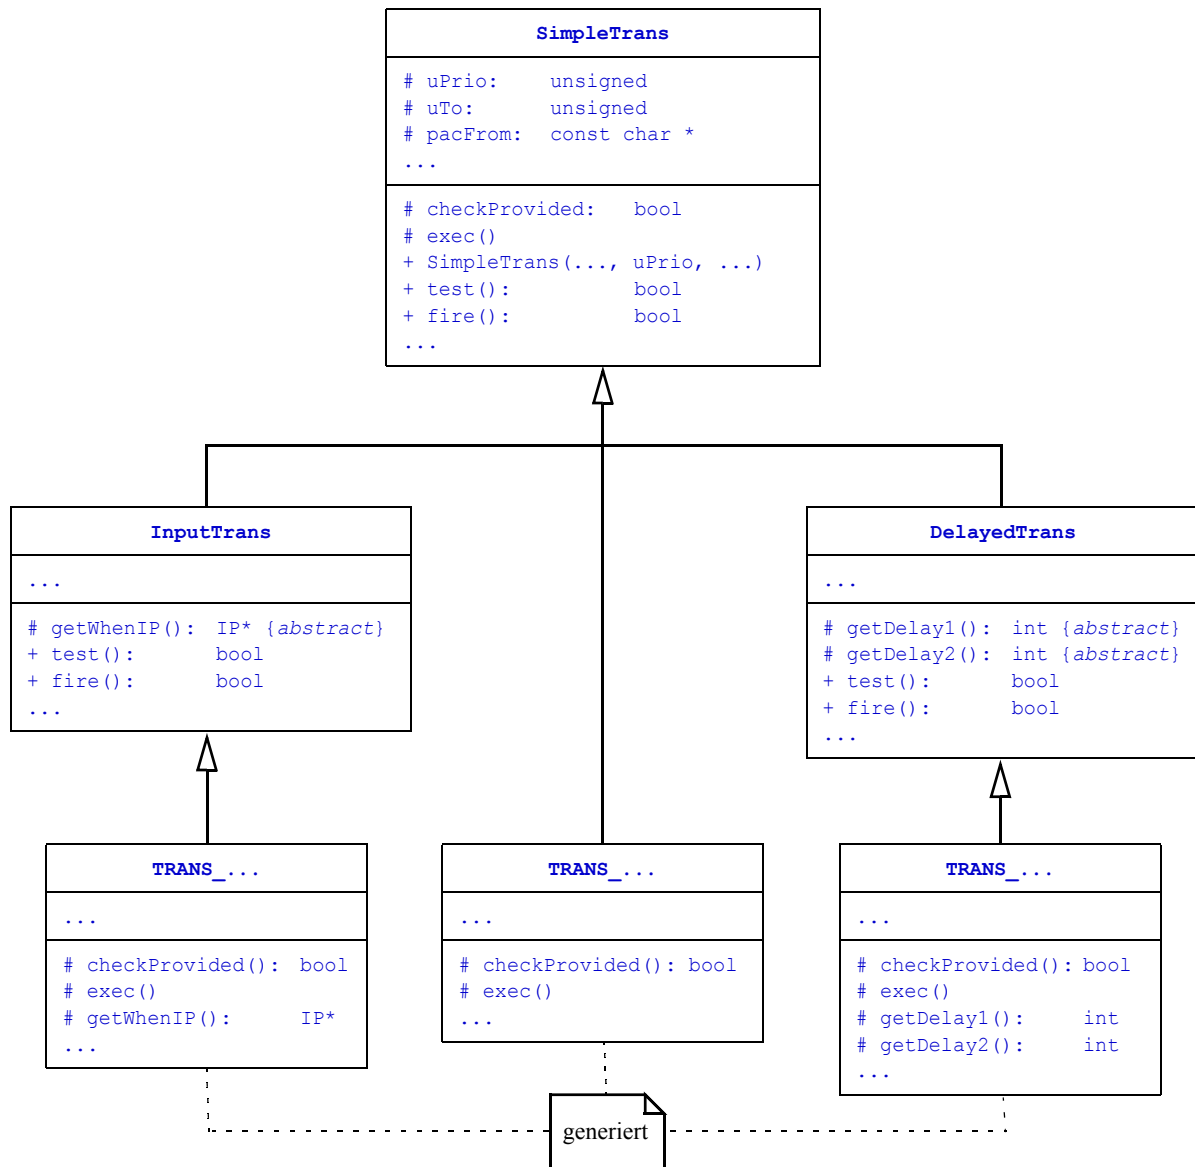 SimpleTrans
# uPrio: unsigned
# uTo: unsigned
# pacFrom: const char *
...
# checkProvided: bool
# exec()
+ SimpleTrans(..., uPrio, ...)
+ test(): bool
+ fire(): bool
...
InputTrans
...
# getWhenIP(): IP* {abstract}
+ test(): bool
+ fire(): bool
...
DelayedTrans
...
# getDelay1(): int {abstract}
# getDelay2(): int {abstract}
+ test(): bool
+ fire(): bool
...
TRANS_...
...
# checkProvided(): bool
# exec()
# getWhenIP(): IP*
...
TRANS_...
...
# checkProvided(): bool
# exec()
...
TRANS_...
...
# checkProvided(): bool
# exec()
# getDelay1(): int
# getDelay2(): int
...
generiert